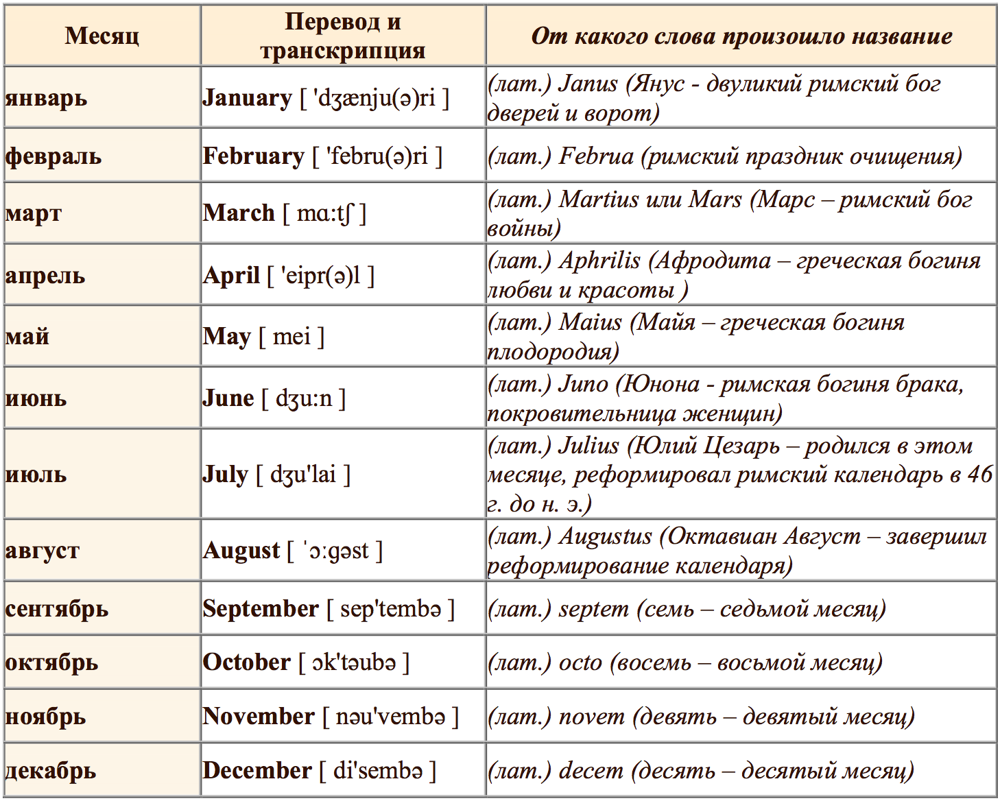 Месяц
Перевод и
транскрипция
От какого слова произошло название
январь
January [ 'dʒænju(ə)ri ]
(лат.) Janus (Янус - двуликий римский бог
дверей и ворот)
февраль
February [ 'febru(ə)ri ]
(лат.) Februa (римский праздник очищения)
март
March [ mɑ:tʃ ]
(лат.) Martius или Mars (Марс – римский бог
войны)
апрель
April [ 'eipr(ə)l ]
(лат.) Aphrilis (Афродита – греческая богиня
любви и красоты )
май
May [ mei ]
(лат.) Maius (Майя – греческая богиня
плодородия)
июнь
June [ dʒu:n ]
(лат.) Juno (Юнона - римская богиня брака,
покровительница женщин)
июль
July [ dʒu'lai ]
(лат.) Julius (Юлий Цезарь – родился в этом
месяце, реформировал римский календарь в 46
г. до н. э.)
август
August [ ˈɔːɡəst ]
(лат.) Augustus (Октавиан Август – завершил
реформирование календаря)
сентябрь
September [ sep'tembə ]
(лат.) septem (семь – седьмой месяц)
октябрь
October [ ɔk'təubə ]
(лат.) octo (восемь – восьмой месяц)
ноябрь
November [ nəu'vembə ]
(лат.) novem (девять – девятый месяц)
декабрь
December [ di'sembə ]
(лат.) decem (десять – десятый месяц)